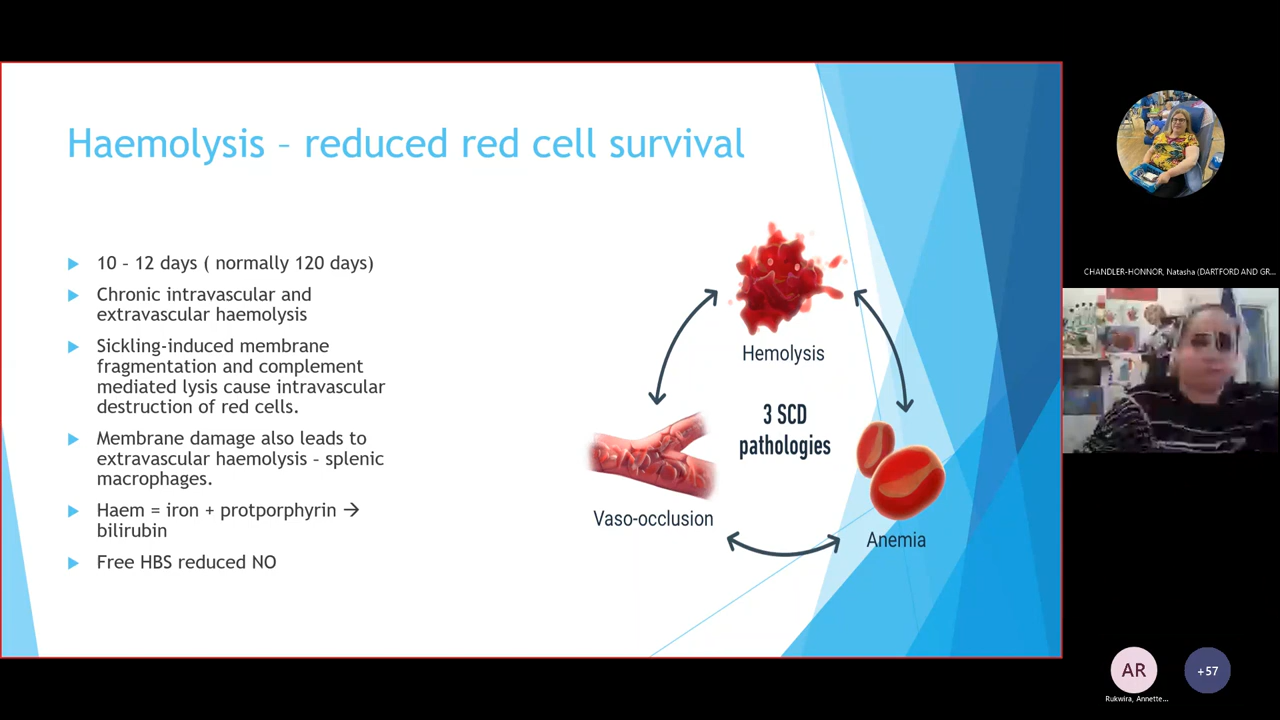 Haemolysis – reduced red cell survival
10 – 12 days ( normally 120 days)
Chronic intravascular and
extravascular haemolysis
Sickling-induced membrane
fragmentation and complement
mediated lysis cause intravascular
destruction of red cells.
Membrane damage also leads to
extravascular haemolysis – splenic
macrophages.
Haem = iron + protporphyrin →
bilirubin
Free HBS reduced NO
Hemolysis
3 SCD
pathologies
Vaso-occlusion
Anemia
CHANDLER-HONNOR, Natasha (DARTFORD AND GR...
AR
+57
Rukwira, Annette...